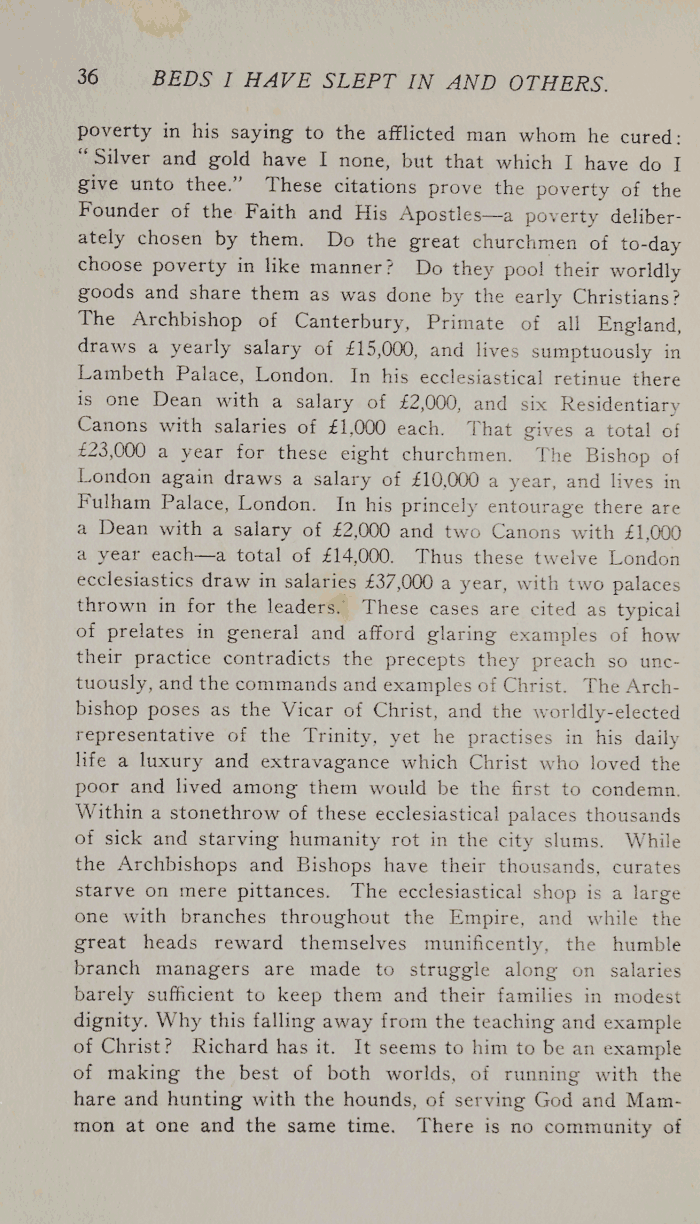 36 BEDS I HAVE SLEPT IN AND OTHERS.
poverty in his saying to the afflicted man whom he cured:
“Silver and gold have I none, but that which I have do I
give unto thee.” These citations prove the poverty of the
Founder of the Faith and His Apostles—a poverty deliber-
ately chosen by them. Do the great churchmen of to-day
choose poverty in like manner? Do they pool their worldly
goods and share them as was done by the early Christians?
The Archbishop of Canterbury, Primate of all England,
draws a yearly salary of £15,000, and lives sumptuously in
Lambeth Palace, London. In his ecclesiastical retinue there
is one Dean with a salary of £2,000, and six Residentiary
Canons with salaries of £1,000 each. That gives a total of
£23,000 a year for these eight churchmen. The Bishop of
London again draws a salary of £10,000 a year, and lives in
Fulham Palace, London. In his princely entourage there are
a Dean with a salary of £2,000 and two Canons with £1,000
a year each—a total of £14,000. Thus these twelve London
ecclesiastics draw in salaries £37,000 a year, with two palaces
thrown in for the leaders. These cases are cited as typical
of prelates in general and afford glaring examples of how
their practice contradicts the precepts they preach so unc-
tuously, and the commands and examples of Christ. The Arch-
bishop poses as the Vicar of Christ, and the worldly-elected
representative of the Trinity, yet he practises in his daily
life a luxury and extravagance which Christ who loved the
poor and lived among them would be the first to condemn.
Within a stonethrow of these ecclesiastical palaces thousands
of sick and starving humanity rot in the city slums. While
the Archbishops and Bishops have their thousands, curates
starve on mere pittances. The ecclesiastical shop is a large
one with branches throughout the Empire, and while the
great heads reward themselves munificently, the humble
branch managers are made to struggle along on salaries
barely sufficient to keep them and their families in modest
dignity. Why this falling away from the teaching and example
of Christ? Richard has it. It seems to him to be an example
of making the best of both worlds, of running with the
hare and hunting with the hounds, of serving God and Mam-
mon at one and the same time. There is no community of